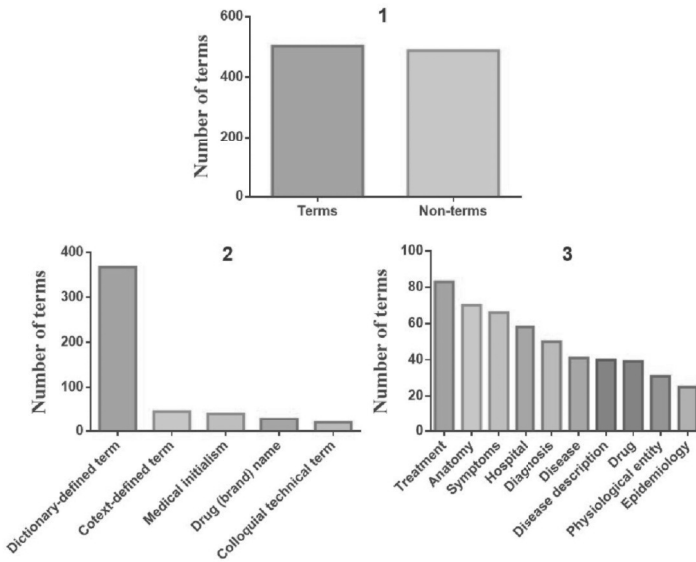 1
Number of terms
600
400
200
0
Terms
Non-terms
2
Number of terms
400
300
200
100
0
Dictionary-defined term
Cotext-defined term
Medical initialism
Drug (brand) name
Colloquial technical term
3
Number of terms
100
80
60
40
20
0
Treatment
Anatomy
Symptoms
Hospital
Diagnosis
Disease
Disease description
Drug
Physiological entity
Epidemiology